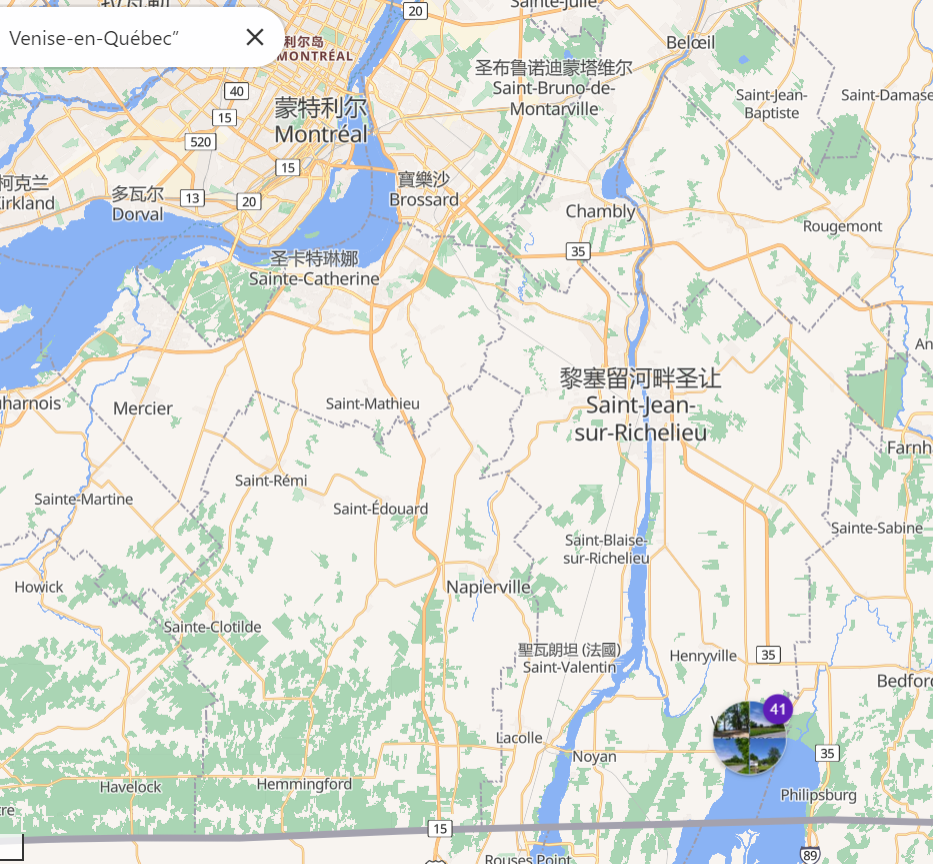 20
Sainte-Julie
Venise-en-Québec”
利尔岛
MONTRÉAL
Belœil
圣布鲁诺迪蒙塔维尔
Saint-Bruno-de-
Montarville
40
Saint-Jean-
Baptiste
Saint-Damase
蒙特利尔
Montréal
15
520
15
柯克兰
Kirkland
多瓦尔
Dorval
13
20
寶樂沙
Brossard
Chambly
Rougemont
35
圣卡特琳娜
Sainte-Catherine
黎塞留河畔圣让
Saint-Jean-
sur-Richelieu
uharnois
Mercier
Saint-Mathieu
Farnh
Saint-Rémi
Sainte-Martine
Saint-Édouard
Sainte-Sabine
Saint-Blaise-
sur-Richelieu
Howick
Napierville
Sainte-Clotilde
聖瓦朗坦 (法國)
Saint-Valentin
Henryville
35
Bedford
41
Lacolle
Noyan
35
Havelock
Hemmingford
Philipsburg
15
89
Rouses Point